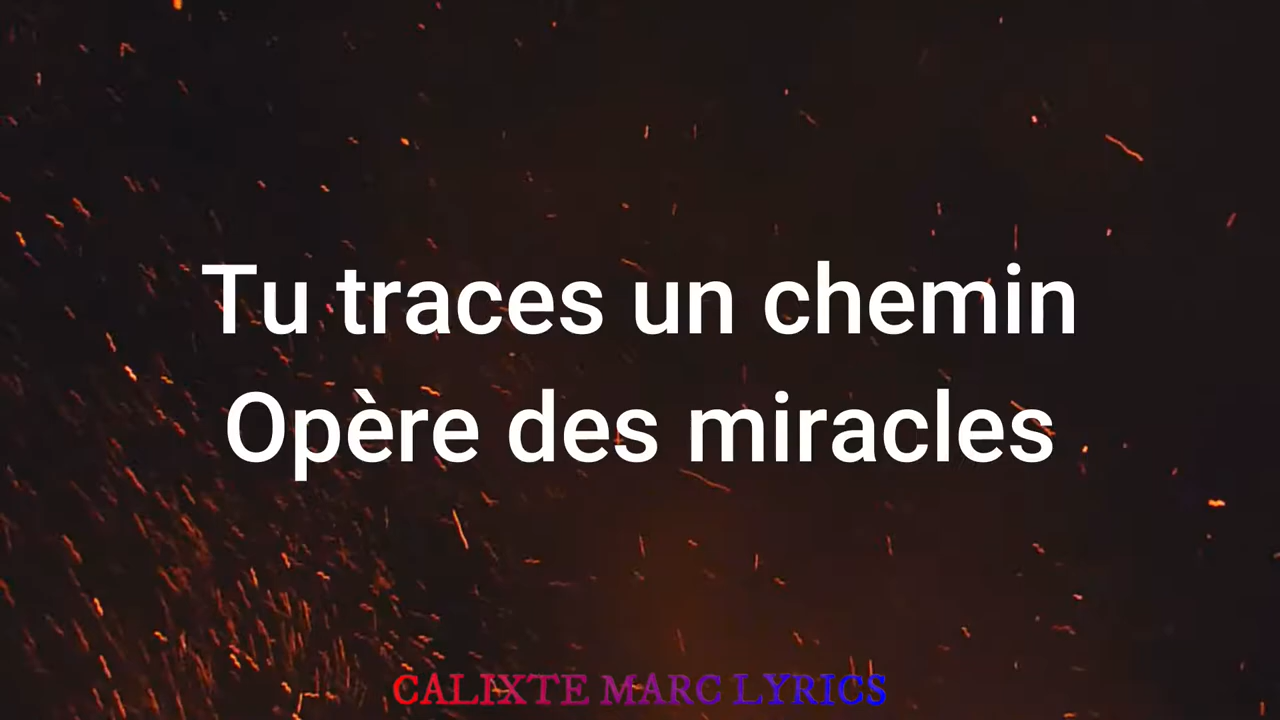 Tu traces un chemin
Opère des miracles
CALIXTE MARC LYRICS